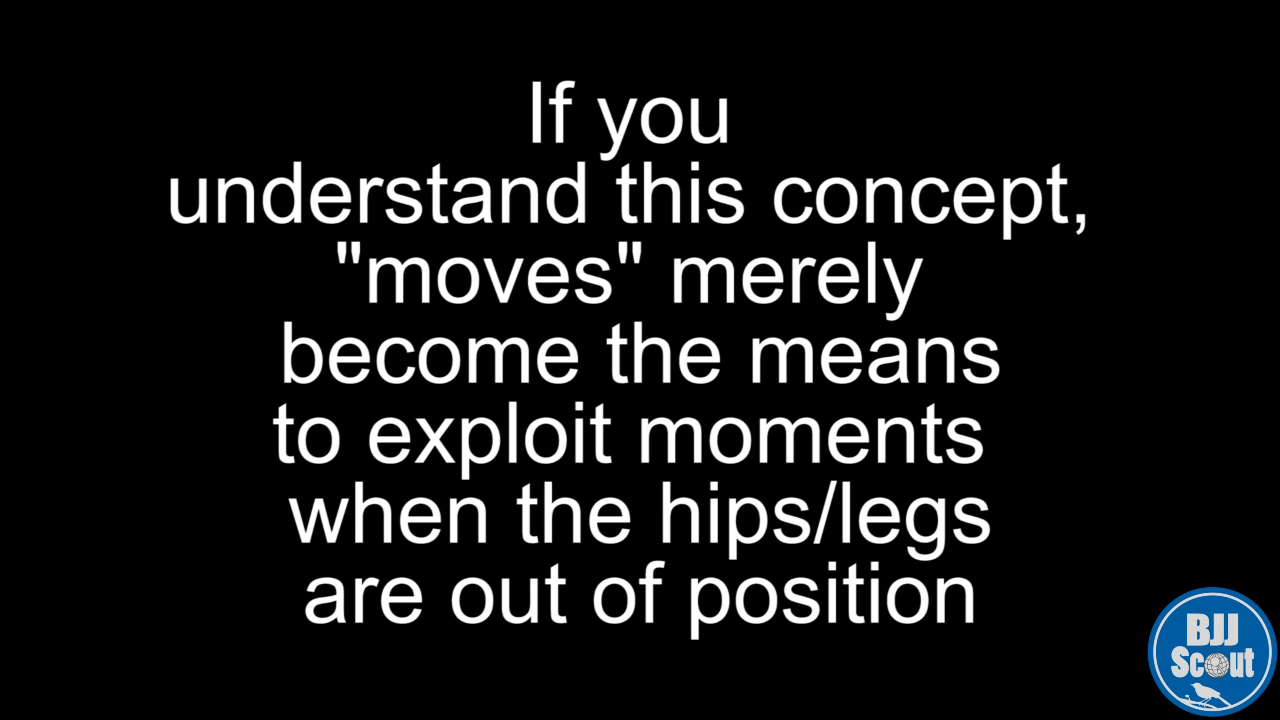 If you
understand this concept,
"moves" merely
become the means
to exploit moments
when the hips/legs
are out of position
BJJ
Scout